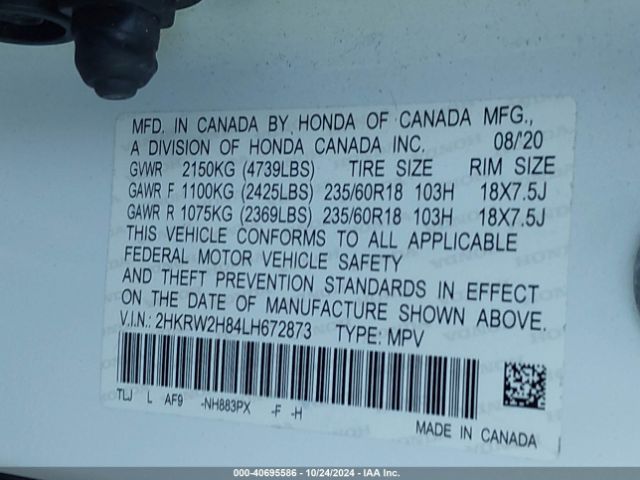 MFD. IN CANADA BY HONDA OF CANADA MFG.,
A DIVISION OF HONDA CANADA INC. 08/'20
GVWR 2150KG (4739LBS) TIRE SIZE RIM SIZE
GAWR F 1100KG (2425LBS) 235/60R18 103H 18X7.5J
GAWR R 1075KG (2369LBS) 235/60R18 103H 18X7.5J
THIS VEHICLE CONFORMS TO ALL APPLICABLE
FEDERAL MOTOR VEHICLE SAFETY
AND THEFT PREVENTION STANDARDS IN EFFECT
ON THE DATE OF MANUFACTURE SHOWN ABOVE.
V.I.N.: 2HKRW2H84LH672873 TYPE: MPV
TLJ L AF9 -NH883PX -F -H
MADE IN CANADA
000-40695586 - 10/24/2024 - IAA Inc.